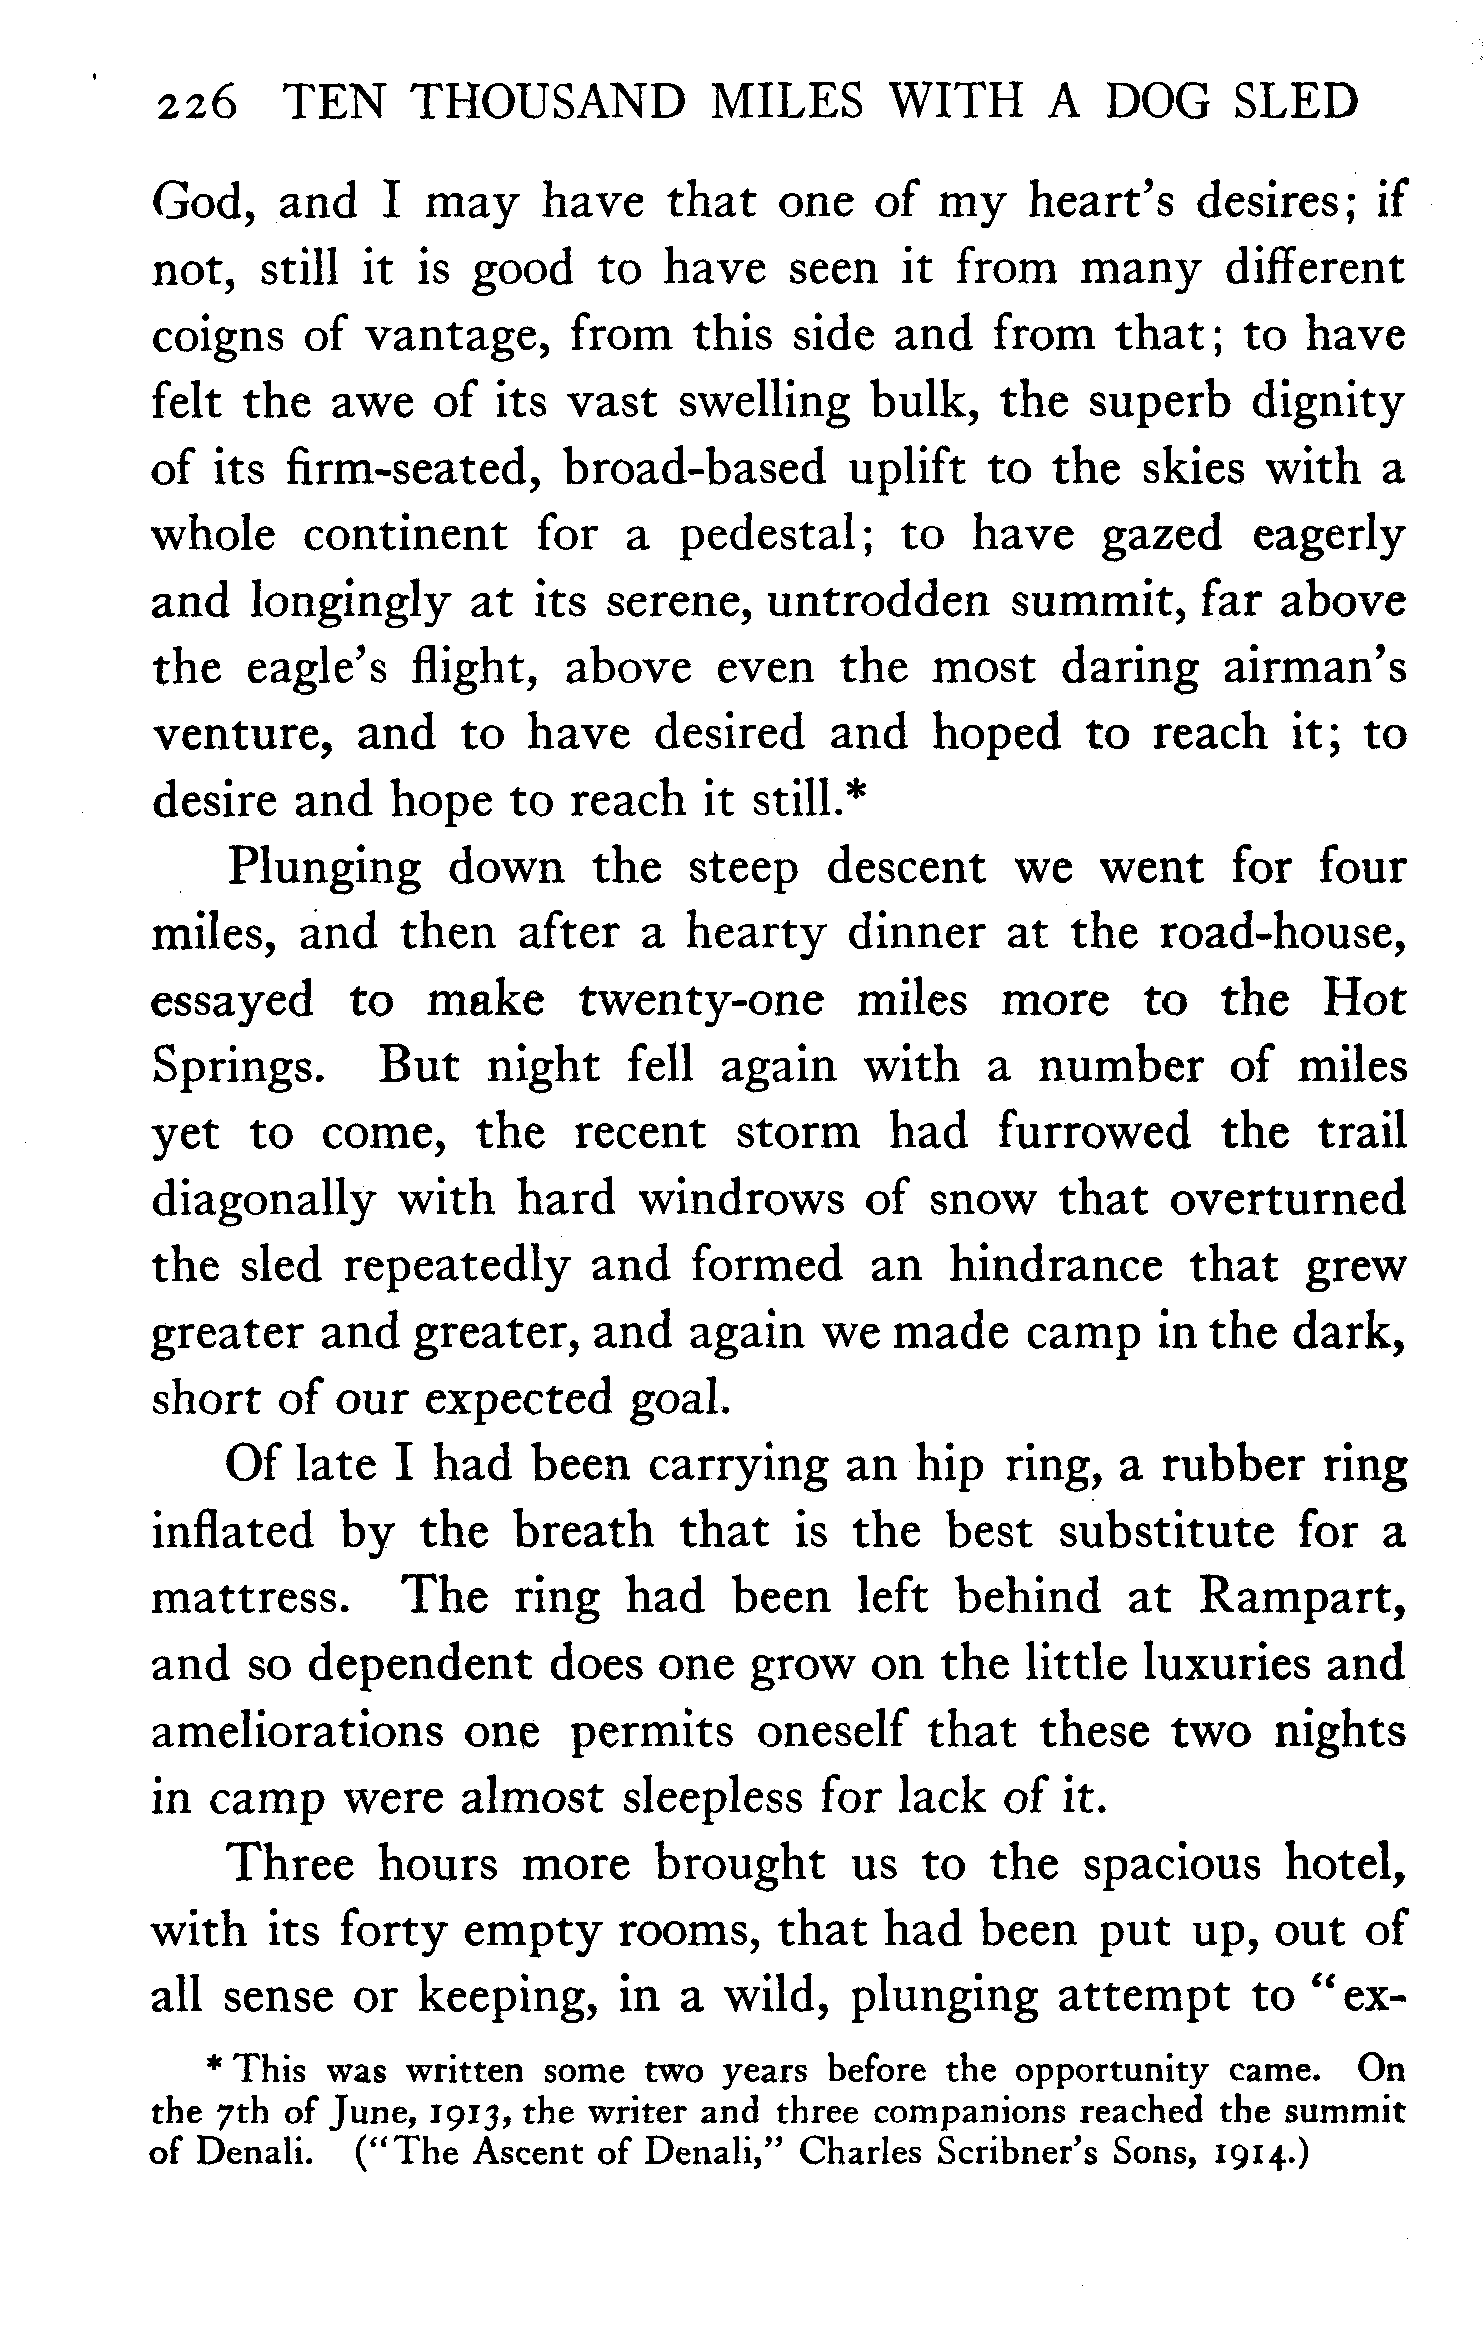 226 TEN THOUSAND MILES WITH A DOG SLED
God, and I may have that one of my heart's desires; if
not, still it is good to have seen it from many different
coigns of vantage, from this side and from that; to have
felt the awe of its vast swelling bulk, the superb dignity
of its firm-seated, broad-based uplift to the skies with a
whole continent for a pedestal; to have gazed eagerly
and longingly at its serene, untrodden summit, far above
the eagle's flight, above even the most daring airman's
venture, and to have desired and hoped to reach it; to
desire and hope to reach it still.*
Plunging down the steep descent we went for four
miles, and then after a hearty dinner at the road-house,
essayed to make twenty-one miles more to the Hot
Springs. But night fell again with a number of miles
yet to come, the recent storm had furrowed the trail
diagonally with hard windrows of snow that overturned
the sled repeatedly and formed an hindrance that grew
greater and greater, and again we made camp in the dark,
short of our expected goal.
Of late I had been carrying an hip ring, a rubber ring
inflated by the breath that is the best substitute for a
mattress. The ring had been left behind at Rampart,
and so dependent does one grow on the little luxuries and
ameliorations one permits oneself that these two nights
in camp were almost sleepless for lack of it.
Three hours more brought us to the spacious hotel,
with its forty empty rooms, that had been put up, out of
all sense or keeping, in a wild, plunging attempt to "ex-
* This was written some two years before the opportunity came. On
the 7th of June, 1913, the writer and three companions reached the summit
of Denali. ("The Ascent of Denali," Charles Scribner's Sons, 1914.)